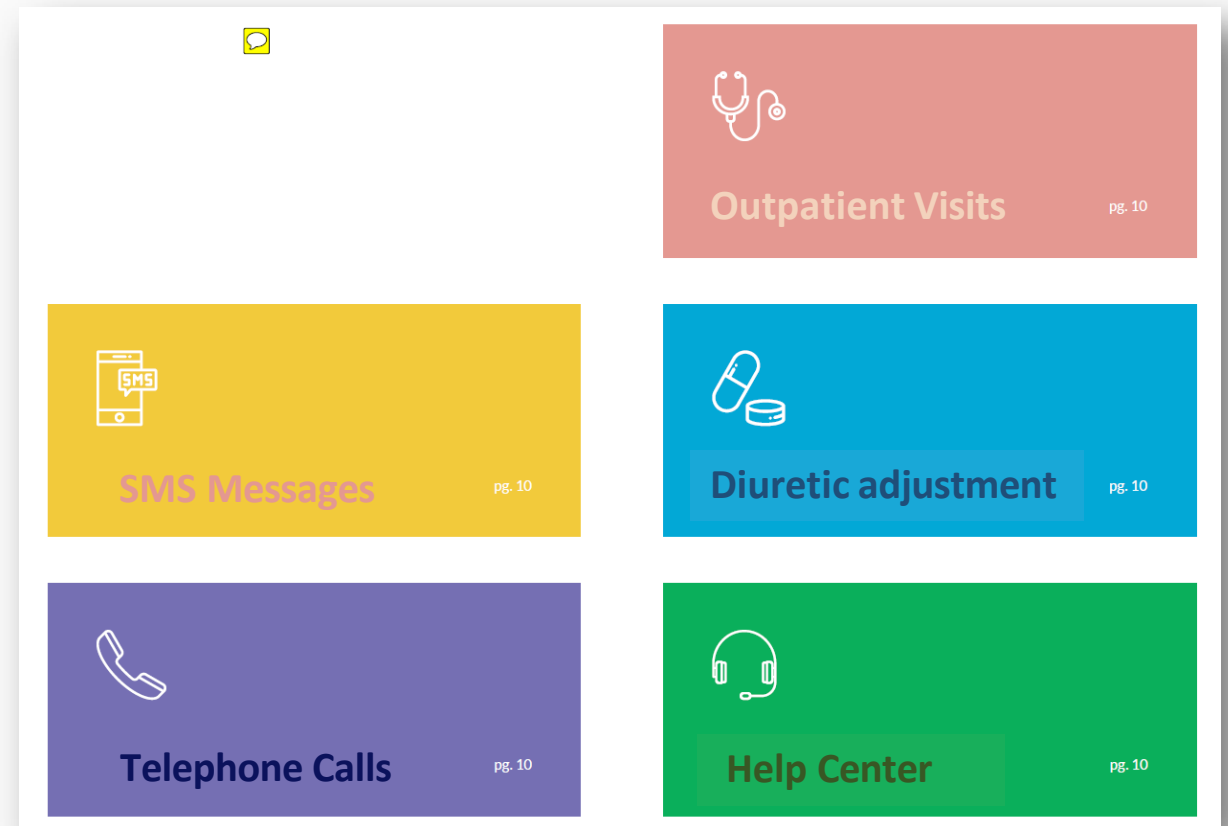 Outpatient Visits pg. 10
SMS
SMS Messages pg. 10
Diuretic adjustment pg. 10
Telephone Calls pg. 10
Help Center pg. 10